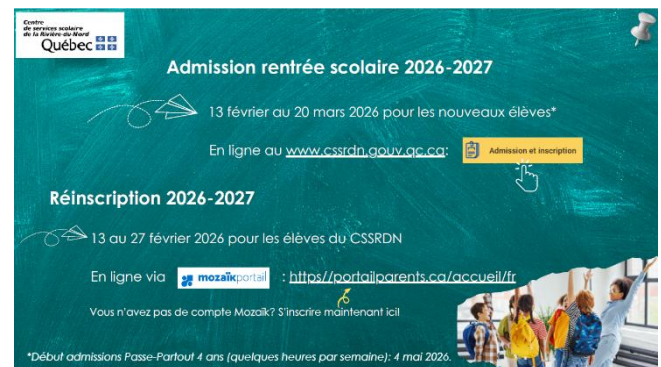 Centre
de services scolaire
de la Rivière-du-Nord
Québec
Admission rentrée scolaire 2026-2027
13 février au 20 mars 2026 pour les nouveaux élèves*
En ligne au www.cssrdn.gouv.qc.ca: Admission et inscription
Réinscription 2026-2027
13 au 27 février 2026 pour les élèves du CSSRDN
En ligne via mozaïkportail : https//portailparents.ca/accueil/fr
Vous n'avez pas de compte Mozaïk? S'inscrire maintenant ici!
*Début admissions Passe-Partout 4 ans (quelques heures par semaine): 4 mai 2026.